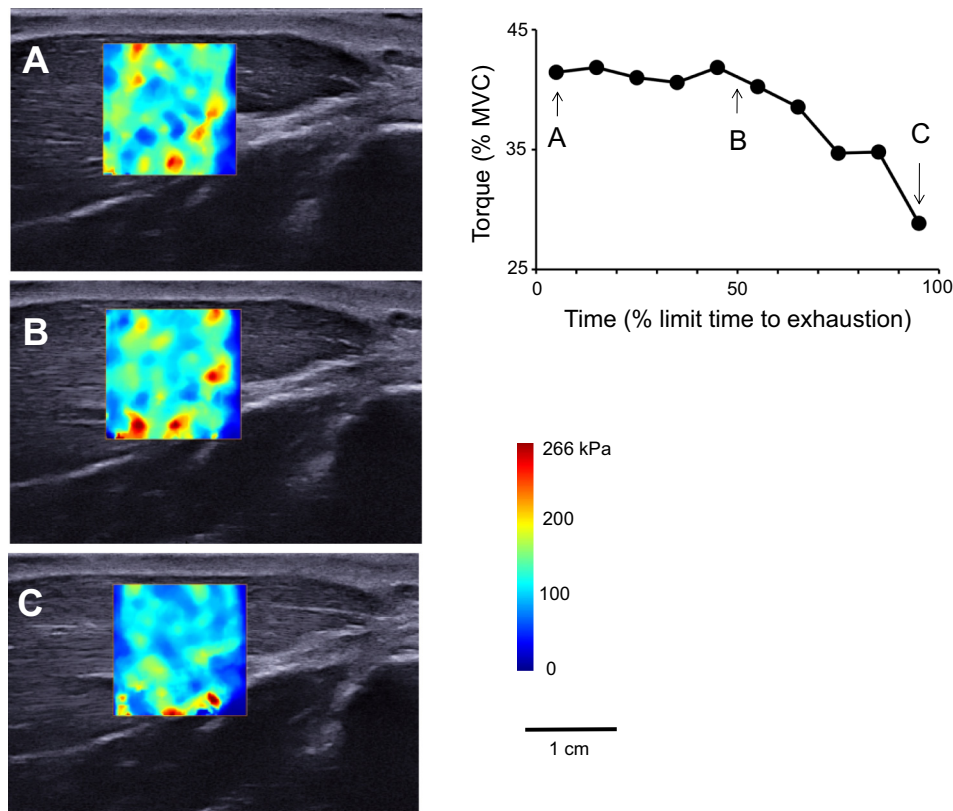 A
B
C
45
35
25
Torque (% MVC)
A
B
C
0
50
100
Time (% limit time to exhaustion)
266 kPa
200
100
0
1 cm